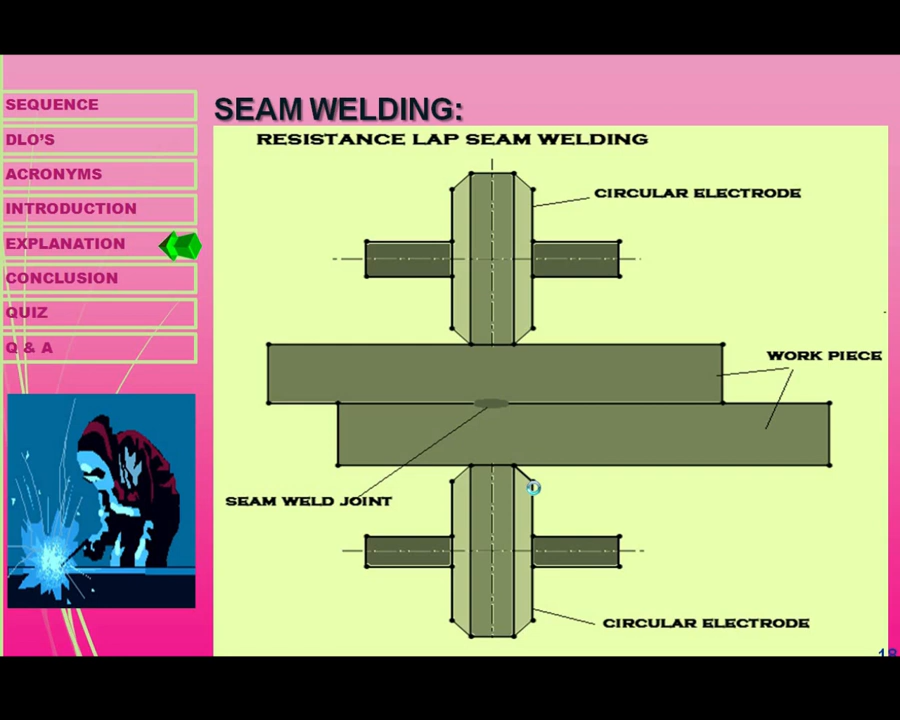 SEQUENCE
DLO'S
ACRONYMS
INTRODUCTION
EXPLANATION
CONCLUSION
QUIZ
Q & A
SEAM WELDING:
RESISTANCE LAP SEAM WELDING
CIRCULAR ELECTRODE
WORK PIECE
SEAM WELD JOINT
CIRCULAR ELECTRODE